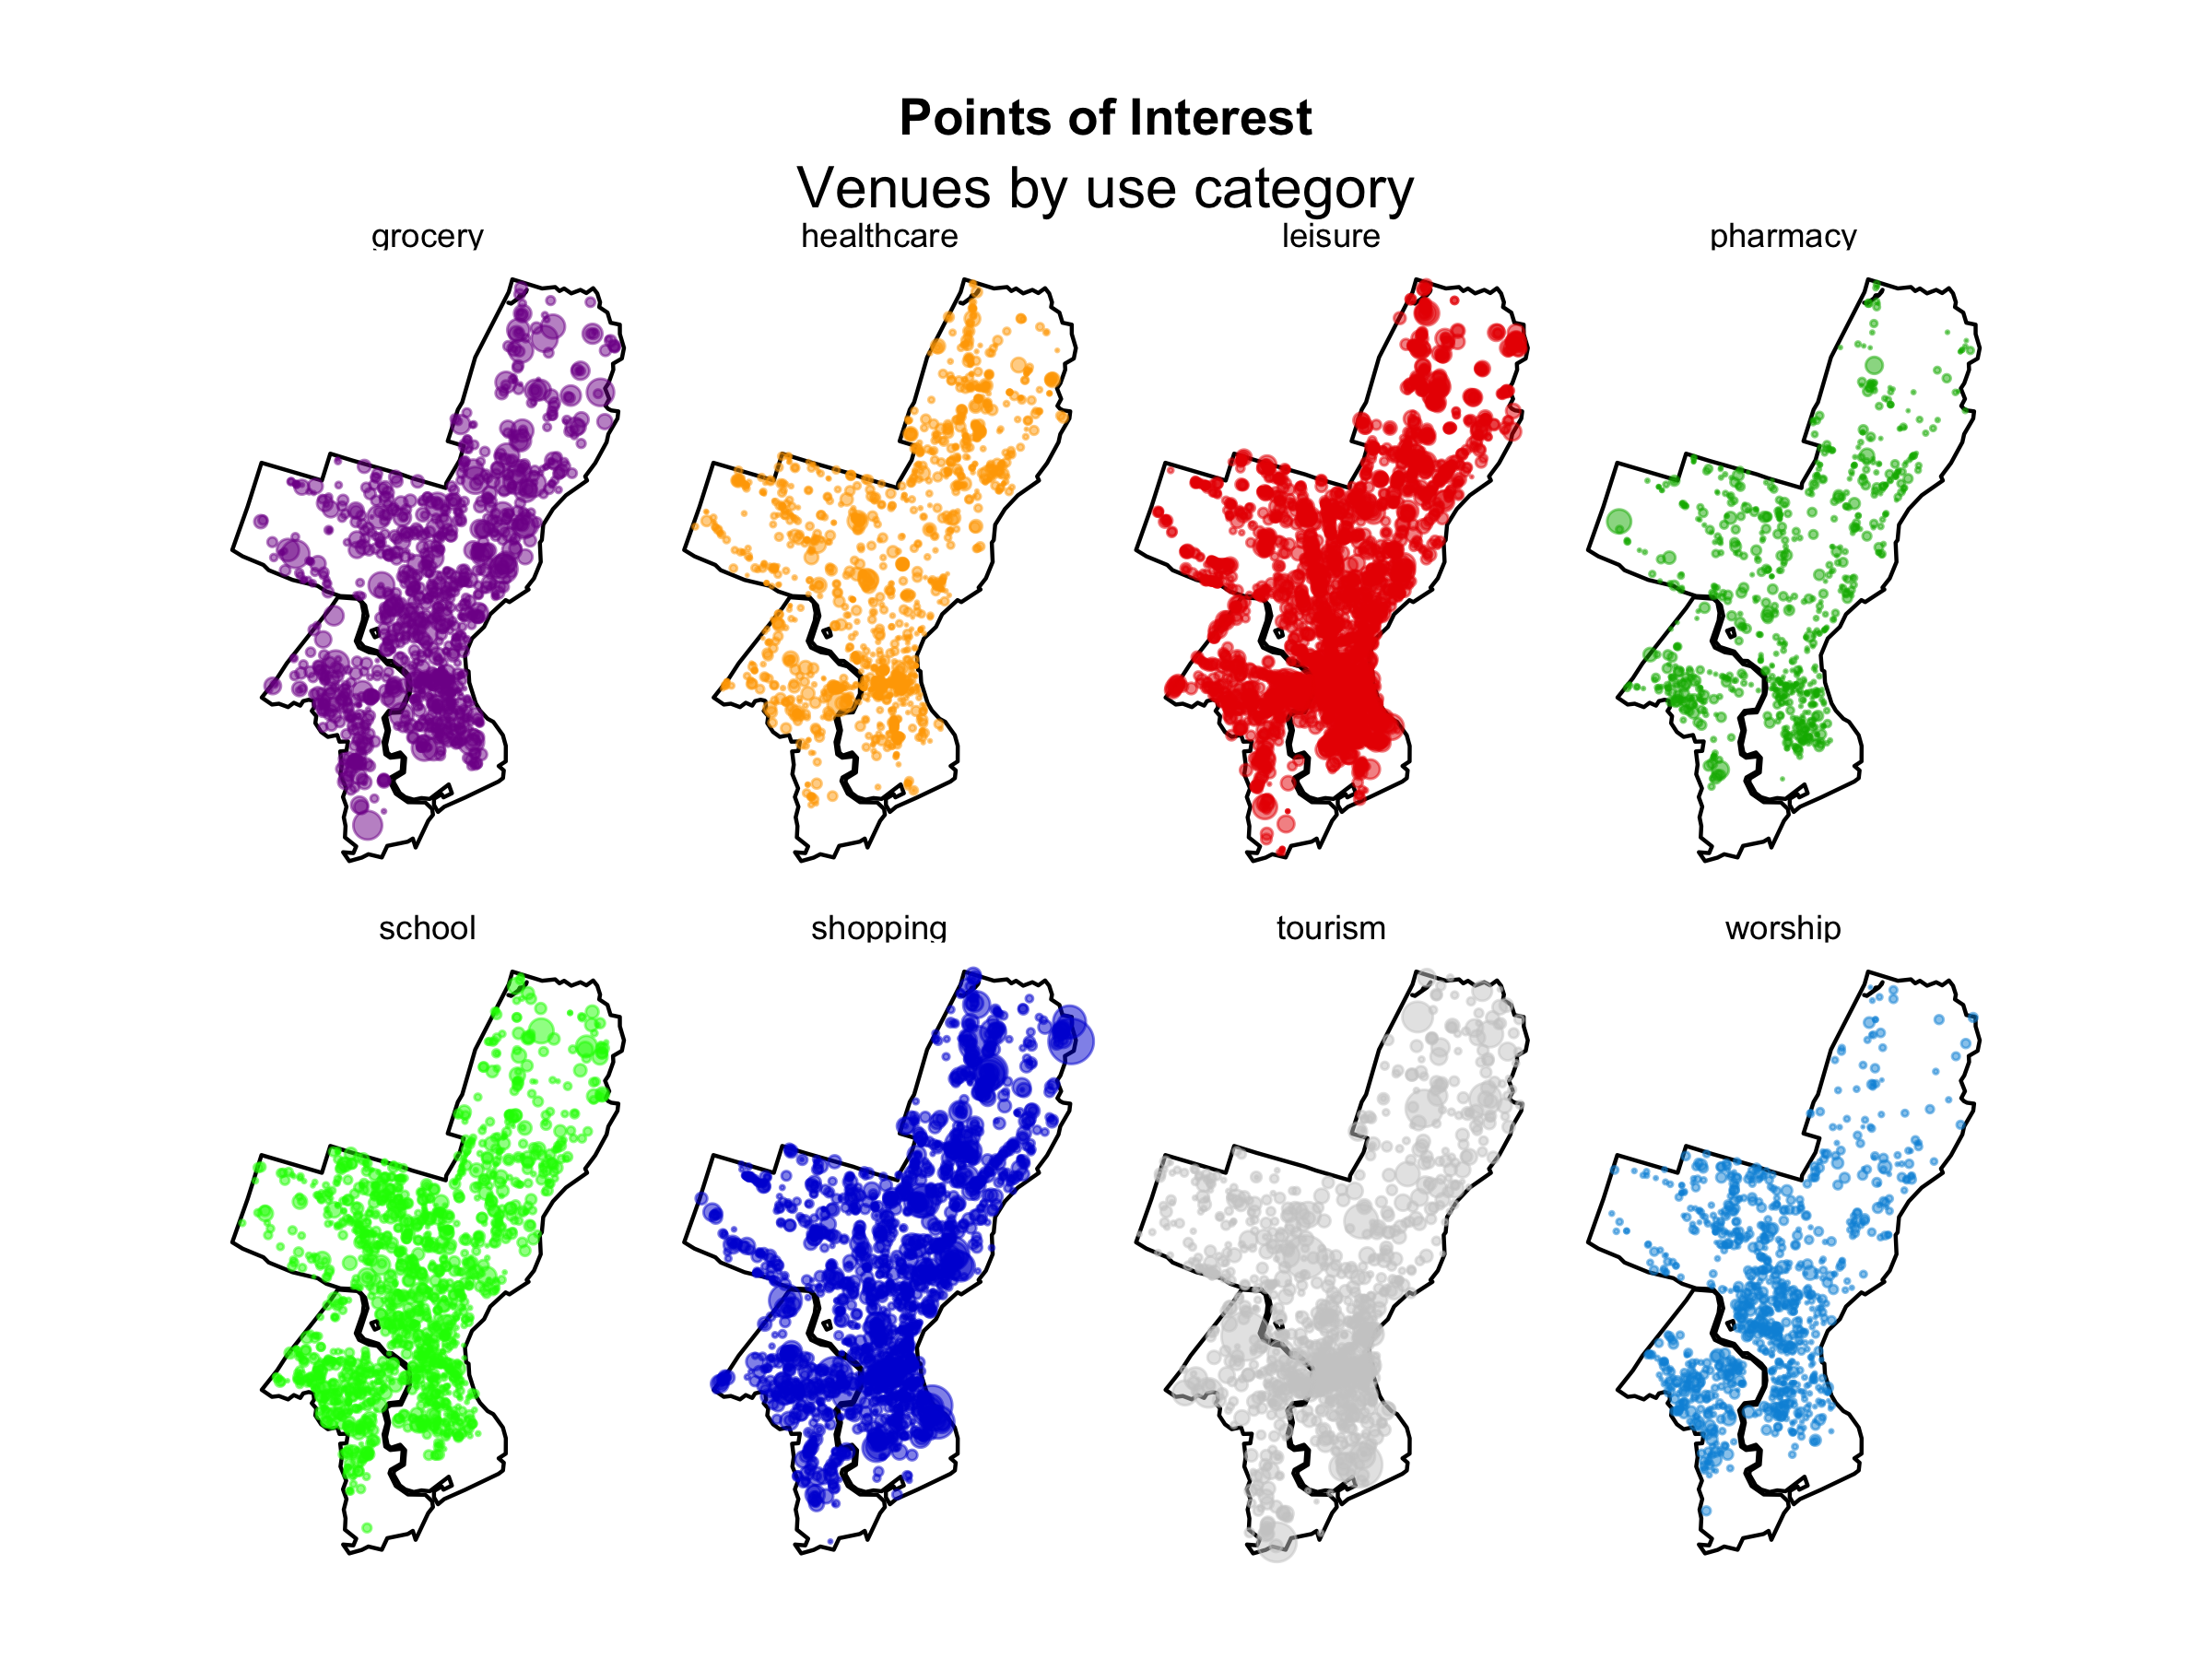 Points of Interest
Venues by use category
grocery
healthcare
leisure
pharmacy
school
shopping
tourism
worship